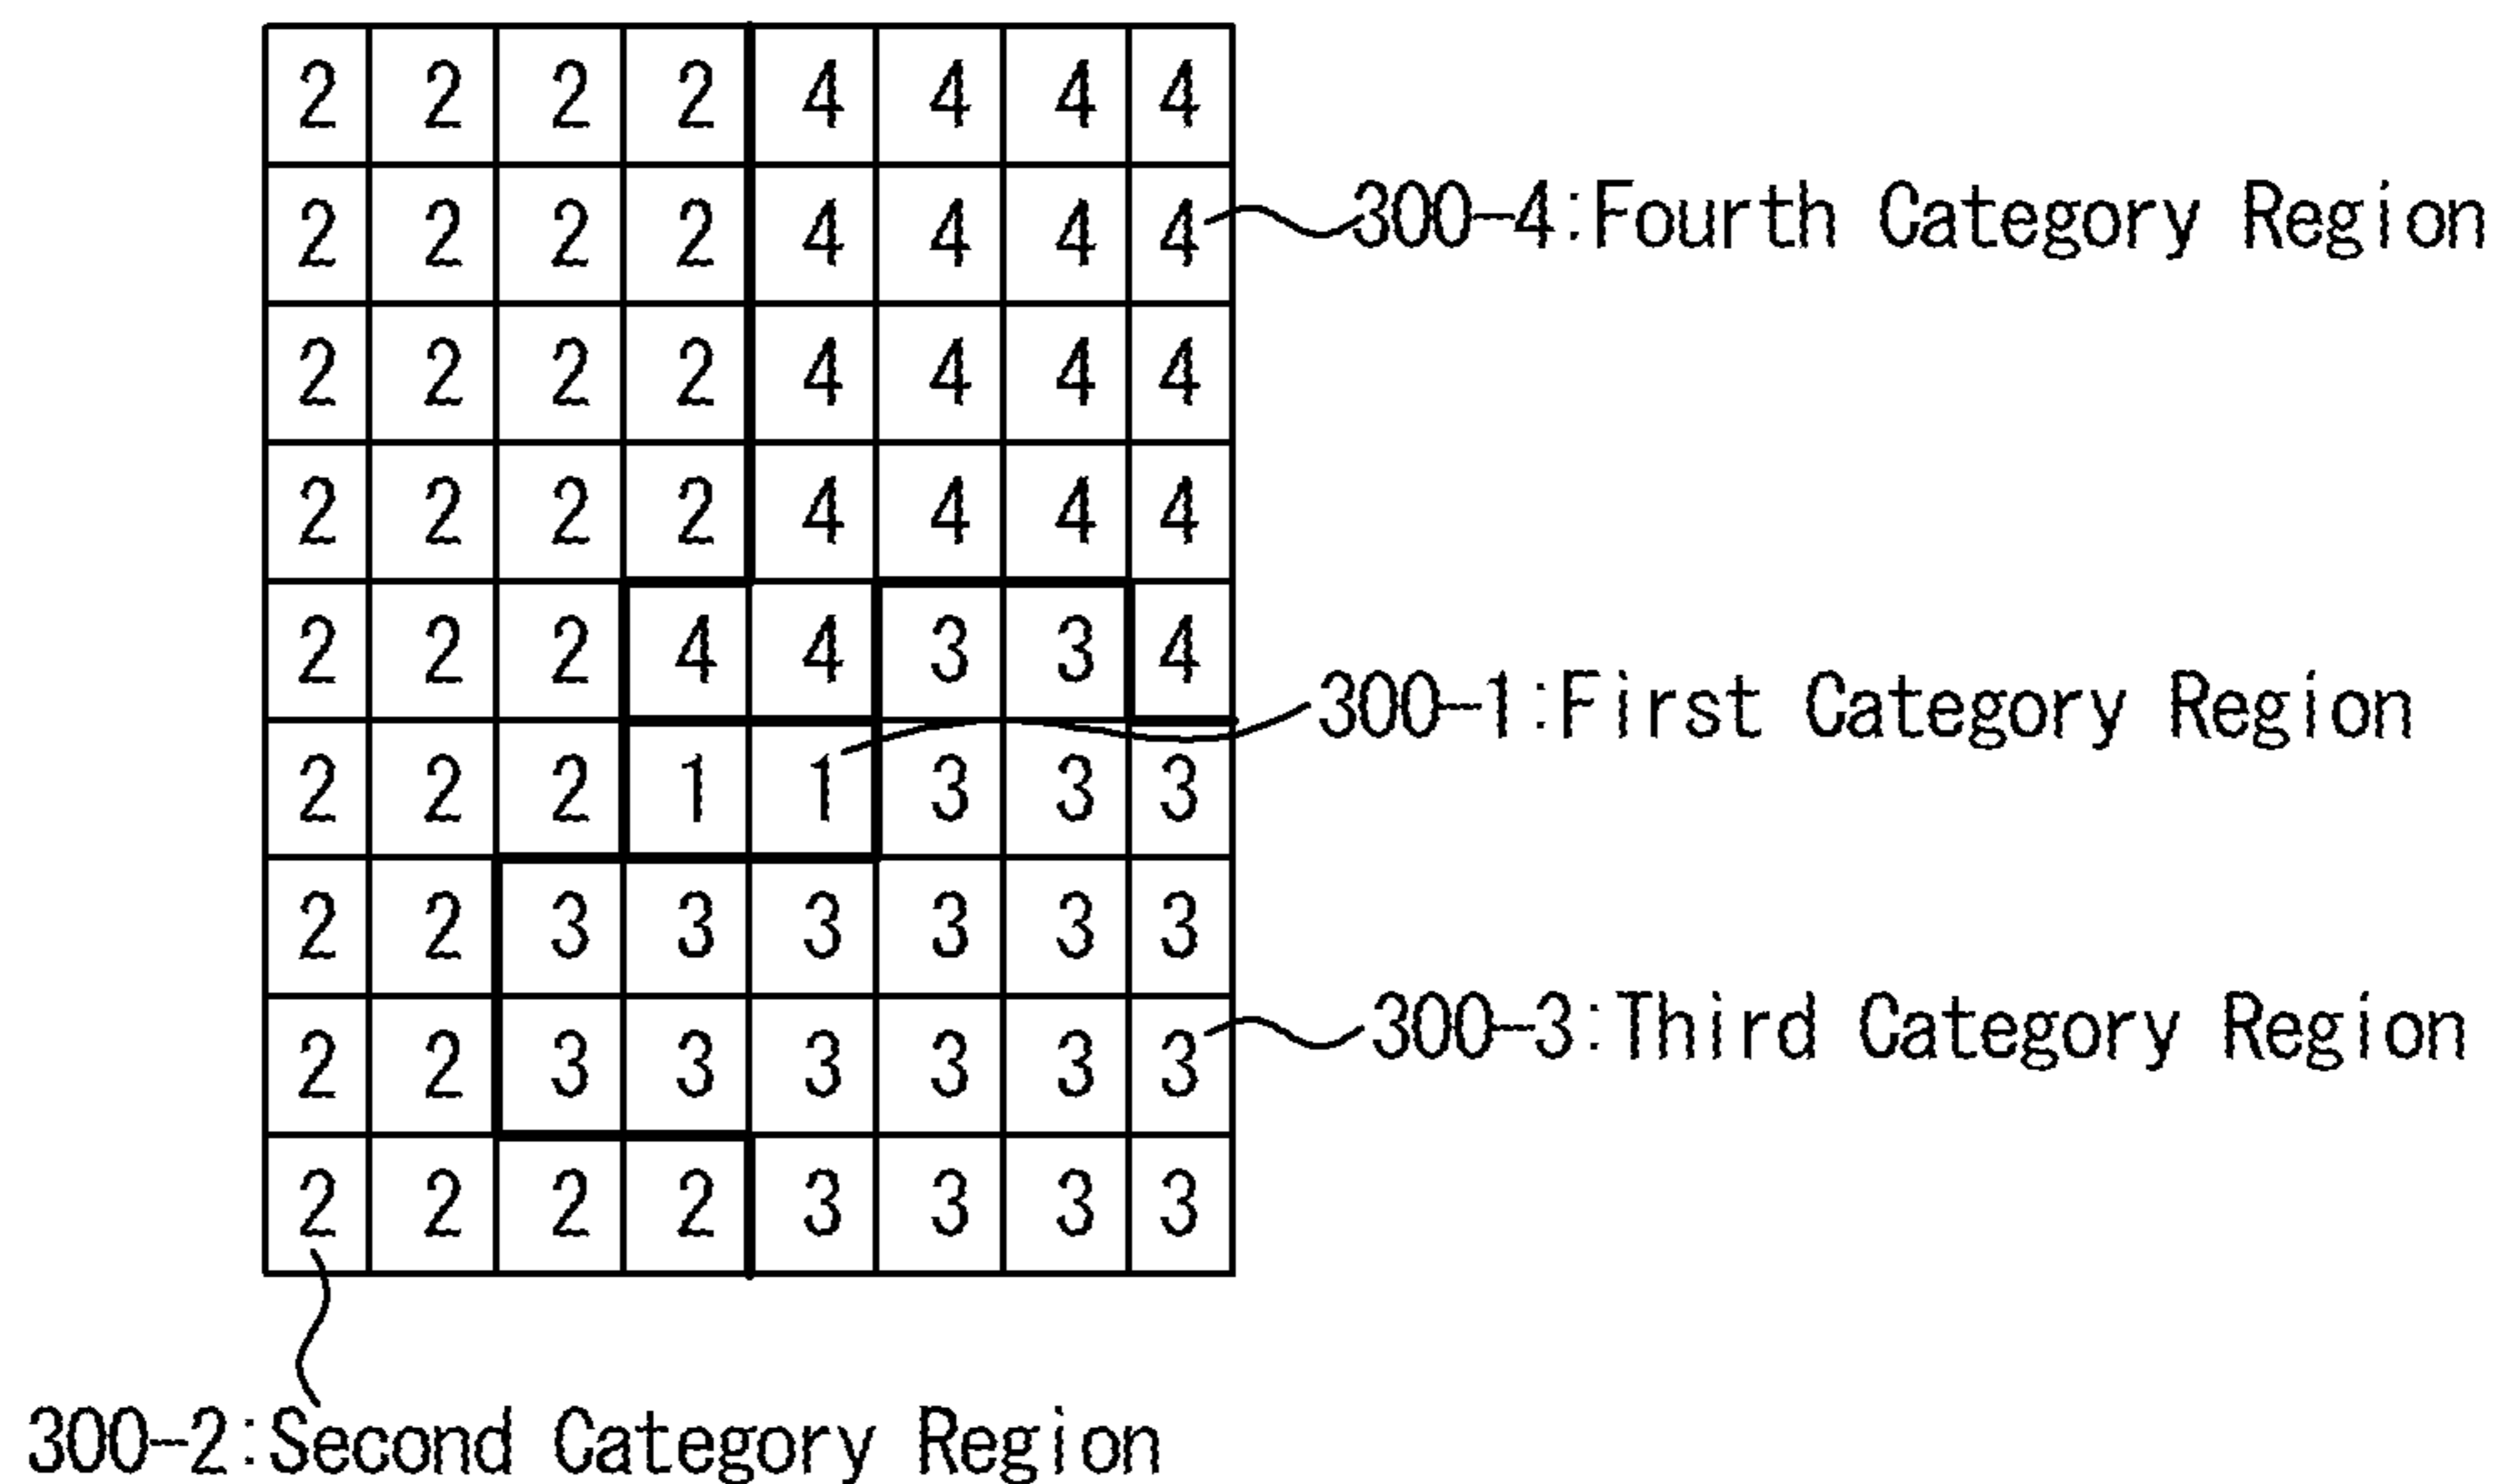 2 2 2 2 4 4 4 4
2 2 2 2 4 4 4 4
300-4:Fourth Category Region
2 2 2 2 4 4 4 4
2 2 2 2 4 4 4 4
2 2 2 4 4 3 3 4
300-1:First Category Region
2 2 2 1 1 3 3 3
2 2 3 3 3 3 3 3
2 2 3 3 3 3 3 3
300-3:Third Category Region
2 2 2 2 3 3 3 3
300-2:Second Category Region